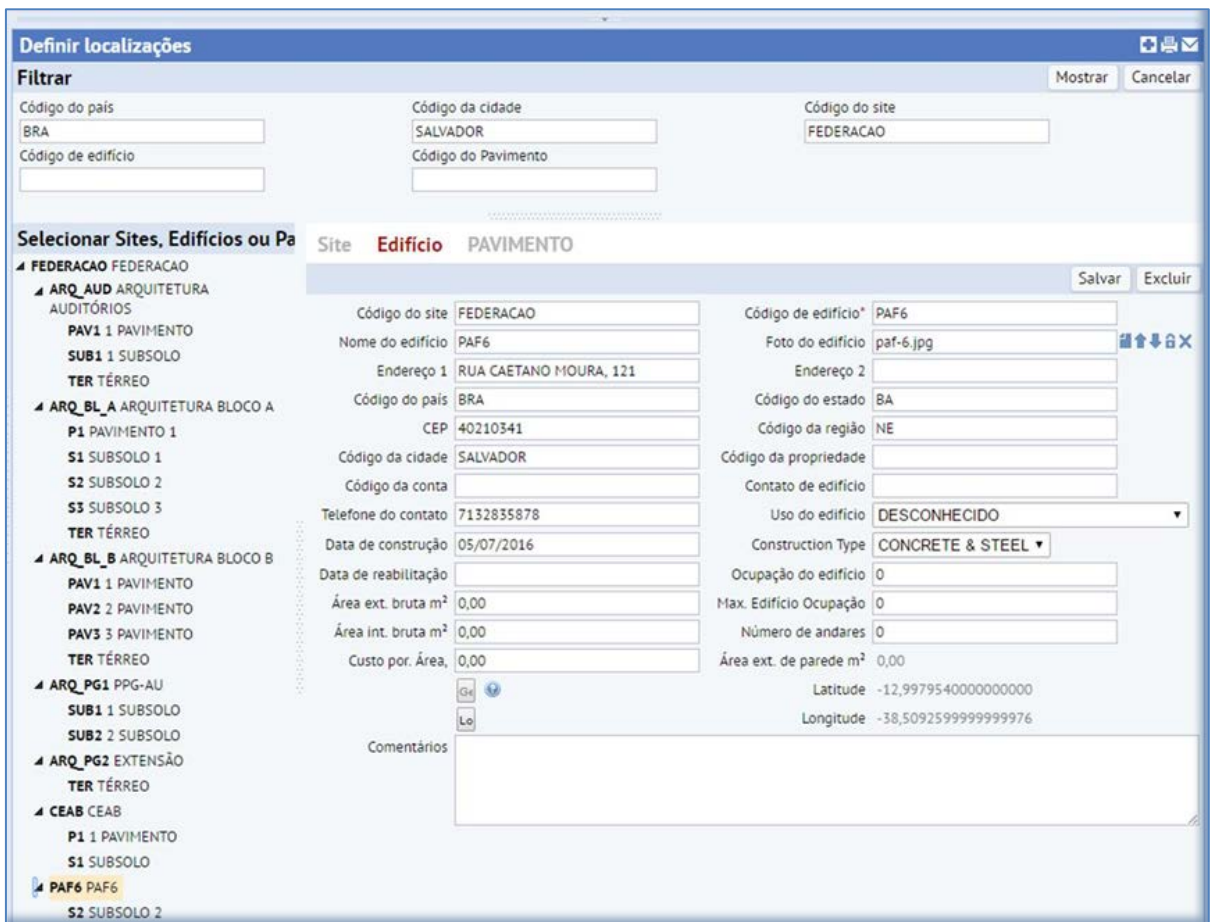 Definir localizações
Filtrar
Mostrar Cancelar
Código do país
Código da cidade
Código do site
BRA
SALVADOR
FEDERACAO
Código de edifício
Código do Pavimento
Selecionar Sites, Edifícios ou Pa
FEDERACAO FEDERACAO
ARQ_AUD ARQUITETURA
AUDITÓRIOS
PAV1 1 PAVIMENTO
SUB1 1 SUBSOLO
TER TÉRREO
ARQ_BL_A ARQUITETURA BLOCO A
P1 PAVIMENTO 1
S1 SUBSOLO 1
S2 SUBSOLO 2
S3 SUBSOLO 3
TER TÉRREO
ARQ_BL_B ARQUITETURA BLOCO B
PAV1 1 PAVIMENTO
PAV2 2 PAVIMENTO
PAV3 3 PAVIMENTO
TER TÉRREO
ARQ_PG1 PPG-AU
SUB1 1 SUBSOLO
SUB2 2 SUBSOLO
ARQ_PG2 EXTENSÃO
TER TÉRREO
CEAB CEAB
P1 1 PAVIMENTO
S1 SUBSOLO
PAF6 PAF6
S2 SUBSOLO 2
Site Edifício PAVIMENTO
Salvar Excluir
Código do site FEDERACAO
Código de edifício* PAF6
Nome do edifício PAF6
Foto do edifício paf-6.jpg
Endereço 1 RUA CAETANO MOURA, 121
Endereço 2
Código do país BRA
Código do estado BA
CEP 40210341
Código da região NE
Código da cidade SALVADOR
Código da propriedade
Código da conta
Contato de edifício
Telefone do contato 7132835878
Uso do edifício DESCONHECIDO
Data de construção 05/07/2016
Construction Type CONCRETE & STEEL
Data de reabilitação
Ocupação do edifício 0
Área ext. bruta m² 0,00
Max. Edifício Ocupação 0
Área int. bruta m² 0,00
Número de andares 0
Custo por. Área, 0,00
Área ext. de parede m² 0,00
Ge
Latitude -12,9979540000000000
Lo
Longitude -38,5092599999999976
Comentários